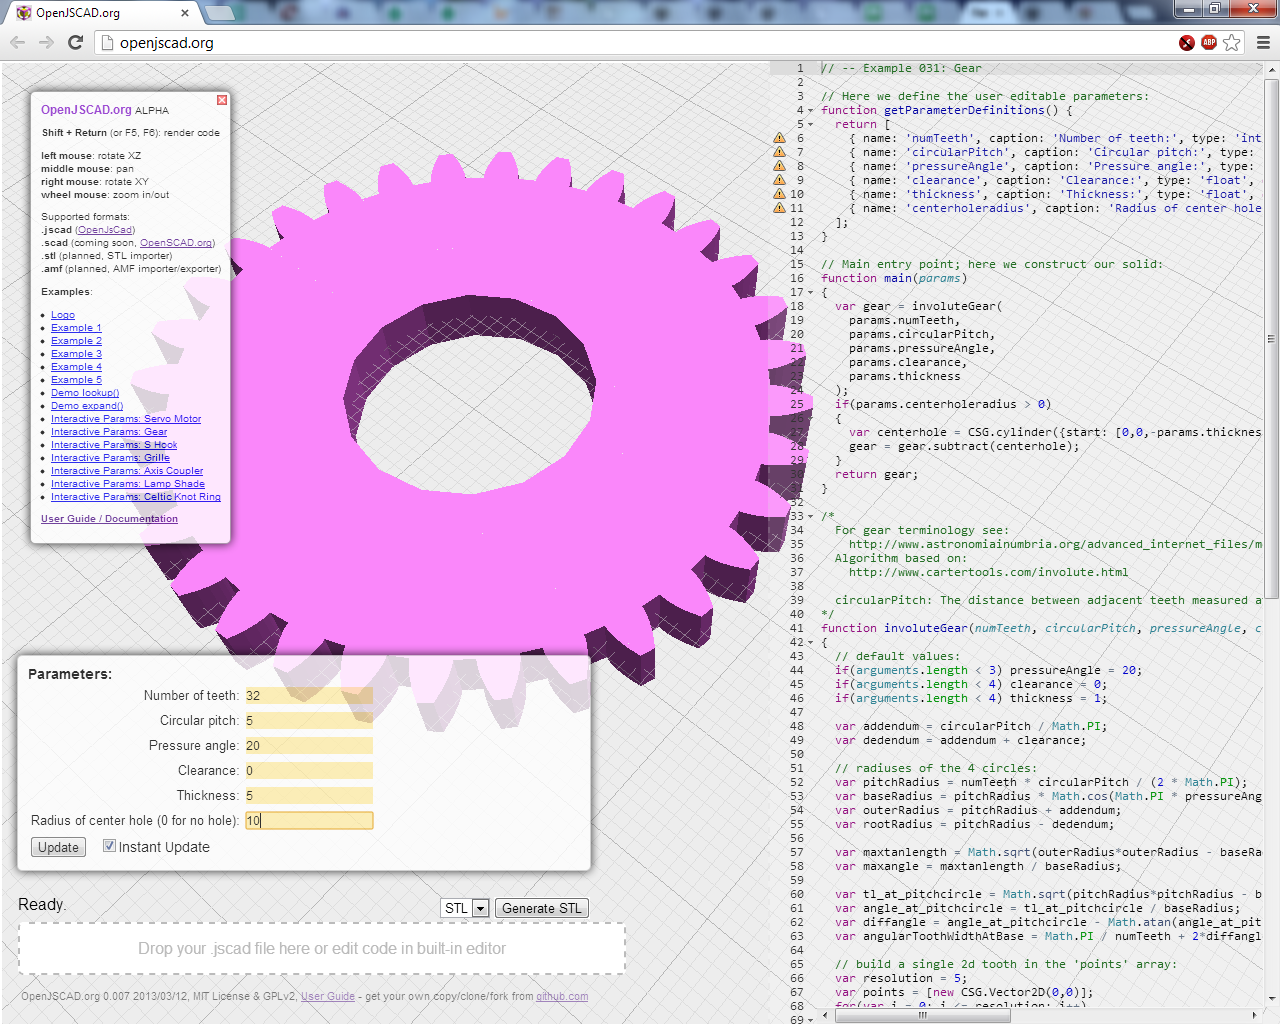 OpenJSCAD.org
openjscad.org
ABP
OpenJSCAD.org ALPHA
Shift + Return (or F5, F6): render code
left mouse: rotate XZ
middle mouse: pan
right mouse: rotate XY
wheel mouse: zoom in/out
Supported formats:
.jscad (OpenJsCad)
.scad (coming soon, OpenSCAD.org)
.stl (planned, STL importer)
.amf (planned, AMF importer/exporter)
Examples:
Logo
Example 1
Example 2
Example 3
Example 4
Example 5
Demo lookup()
Demo expand()
Interactive Params: Servo Motor
Interactive Params: Gear
Interactive Params: S Hook
Interactive Params: Grille
Interactive Params: Axis Coupler
Interactive Params: Lamp Shade
Interactive Params: Celtic Knot Ring
User Guide / Documentation
Parameters:
Number of teeth: 32
Circular pitch: 5
Pressure angle: 20
Clearance: 0
Thickness: 5
Radius of center hole (0 for no hole): 10
Update Instant Update
Ready.
STL Generate STL
Drop your .jscad file here or edit code in built-in editor
OpenJSCAD.org 0.007 2013/03/12, MIT License & GPLv2, User Guide - get your own copy/clone/fork from github.com
1 // -- Example 031: Gear
2
3 // Here we define the user editable parameters:
4 function getParameterDefinitions() {
5 return [
6 { name: 'numTeeth', caption: 'Number of teeth:', type: 'int
7 { name: 'circularPitch', caption: 'Circular pitch:', type:
8 { name: 'pressureAngle', caption: 'Pressure angle:', type:
9 { name: 'clearance', caption: 'Clearance:', type: 'float',
10 { name: 'thickness', caption: 'Thickness:', type: 'float',
11 { name: 'centerholeradius', caption: 'Radius of center hole
12 ];
13 }
14
15 // Main entry point; here we construct our solid:
16 function main(params)
17 {
18 var gear = involuteGear(
19 params.numTeeth,
20 params.circularPitch,
21 params.pressureAngle,
22 params.clearance,
23 params.thickness
24 );
25 if(params.centerholeradius > 0)
26 {
27 var centerhole = CSG.cylinder({start: [0,0,-params.thicknes
28 gear = gear.subtract(centerhole);
29 }
30 return gear;
31 }
32
33 /*
34 For gear terminology see:
35 http://www.astronomiainumbria.org/advanced_internet_files/m
36 Algorithm based on:
37 http://www.cartertools.com/involute.html
38
39 circularPitch: The distance between adjacent teeth measured a
40 */
41 function involuteGear(numTeeth, circularPitch, pressureAngle, c
42 {
43 // default values:
44 if(arguments.length < 3) pressureAngle = 20;
45 if(arguments.length < 4) clearance = 0;
46 if(arguments.length < 4) thickness = 1;
47
48 var addendum = circularPitch / Math.PI;
49 var dedendum = addendum + clearance;
50
51 // radiuses of the 4 circles:
52 var pitchRadius = numTeeth * circularPitch / (2 * Math.PI);
53 var baseRadius = pitchRadius * Math.cos(Math.PI * pressureAng
54 var outerRadius = pitchRadius + addendum;
55 var rootRadius = pitchRadius - dedendum;
56
57 var maxtanlength = Math.sqrt(outerRadius*outerRadius - baseRa
58 var maxangle = maxtanlength / baseRadius;
59
60 var tl_at_pitchcircle = Math.sqrt(pitchRadius*pitchRadius - b
61 var angle_at_pitchcircle = tl_at_pitchcircle / baseRadius;
62 var diffangle = angle_at_pitchcircle - Math.atan(angle_at_pit
63 var angularToothWidthAtBase = Math.PI / numTeeth + 2*diffangl
64
65 // build a single 2d tooth in the 'points' array:
66 var resolution = 5;
67 var points = [new CSG.Vector2D(0,0)];
68 for(var i = 0; i <= resolution; i++)
69